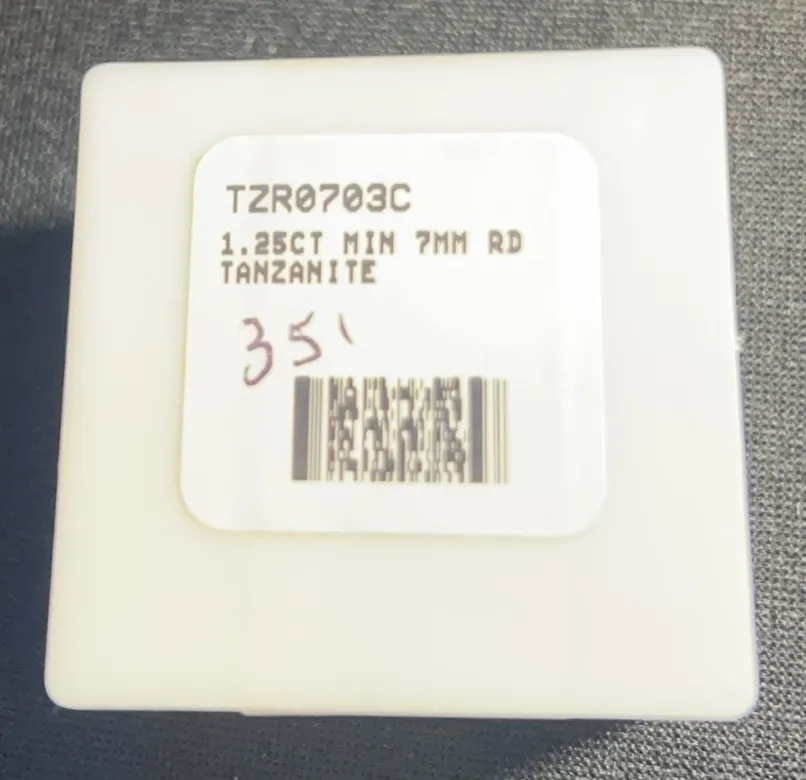 TZR0703C
1.25CT MIN 7MM RD
TANZANITE
35'